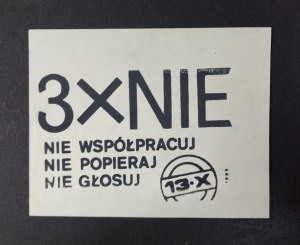 3×NIE
NIE WSPÓŁPRACUJ
NIE POPIERAJ
NIE GŁOSUJ
13·X